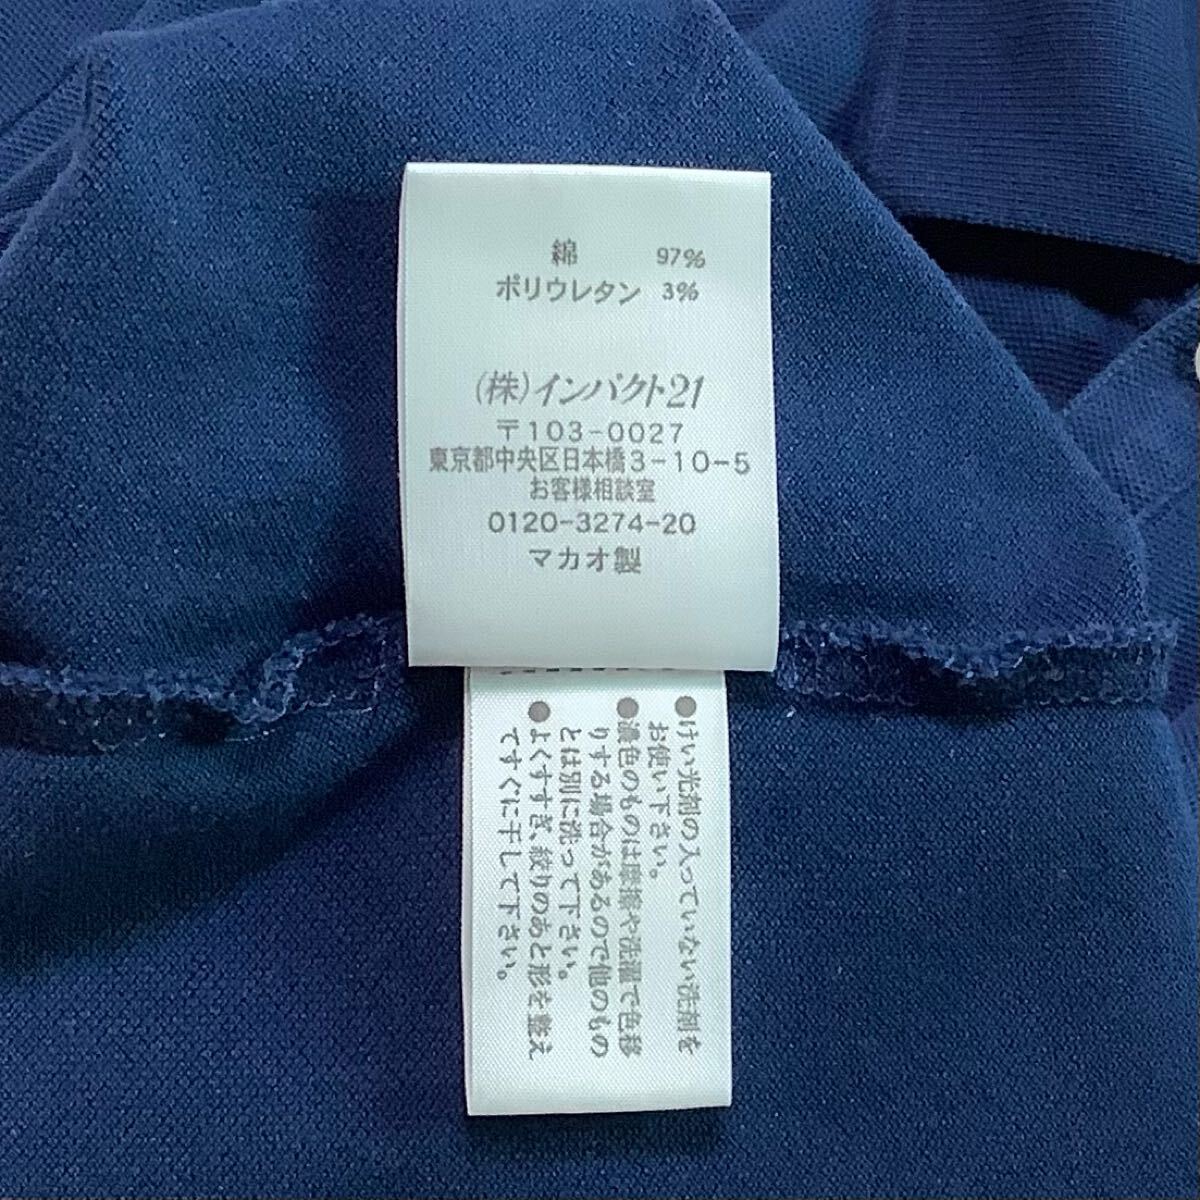 綿 97%
ポリウレタン 3%
(株)インパクト21
〒103-0027
東京都中央区日本橋3-10-5
お客様相談室
0120-3274-20
マカオ製
●けい光剤の入っていない洗剤を
お使い下さい。
●濃色のものは摩擦や洗濯で色移
りする場合があるので他のもの
とは別に洗って下さい。
●よくすすぎ、絞りのあと形を整え
てすぐに干して下さい。